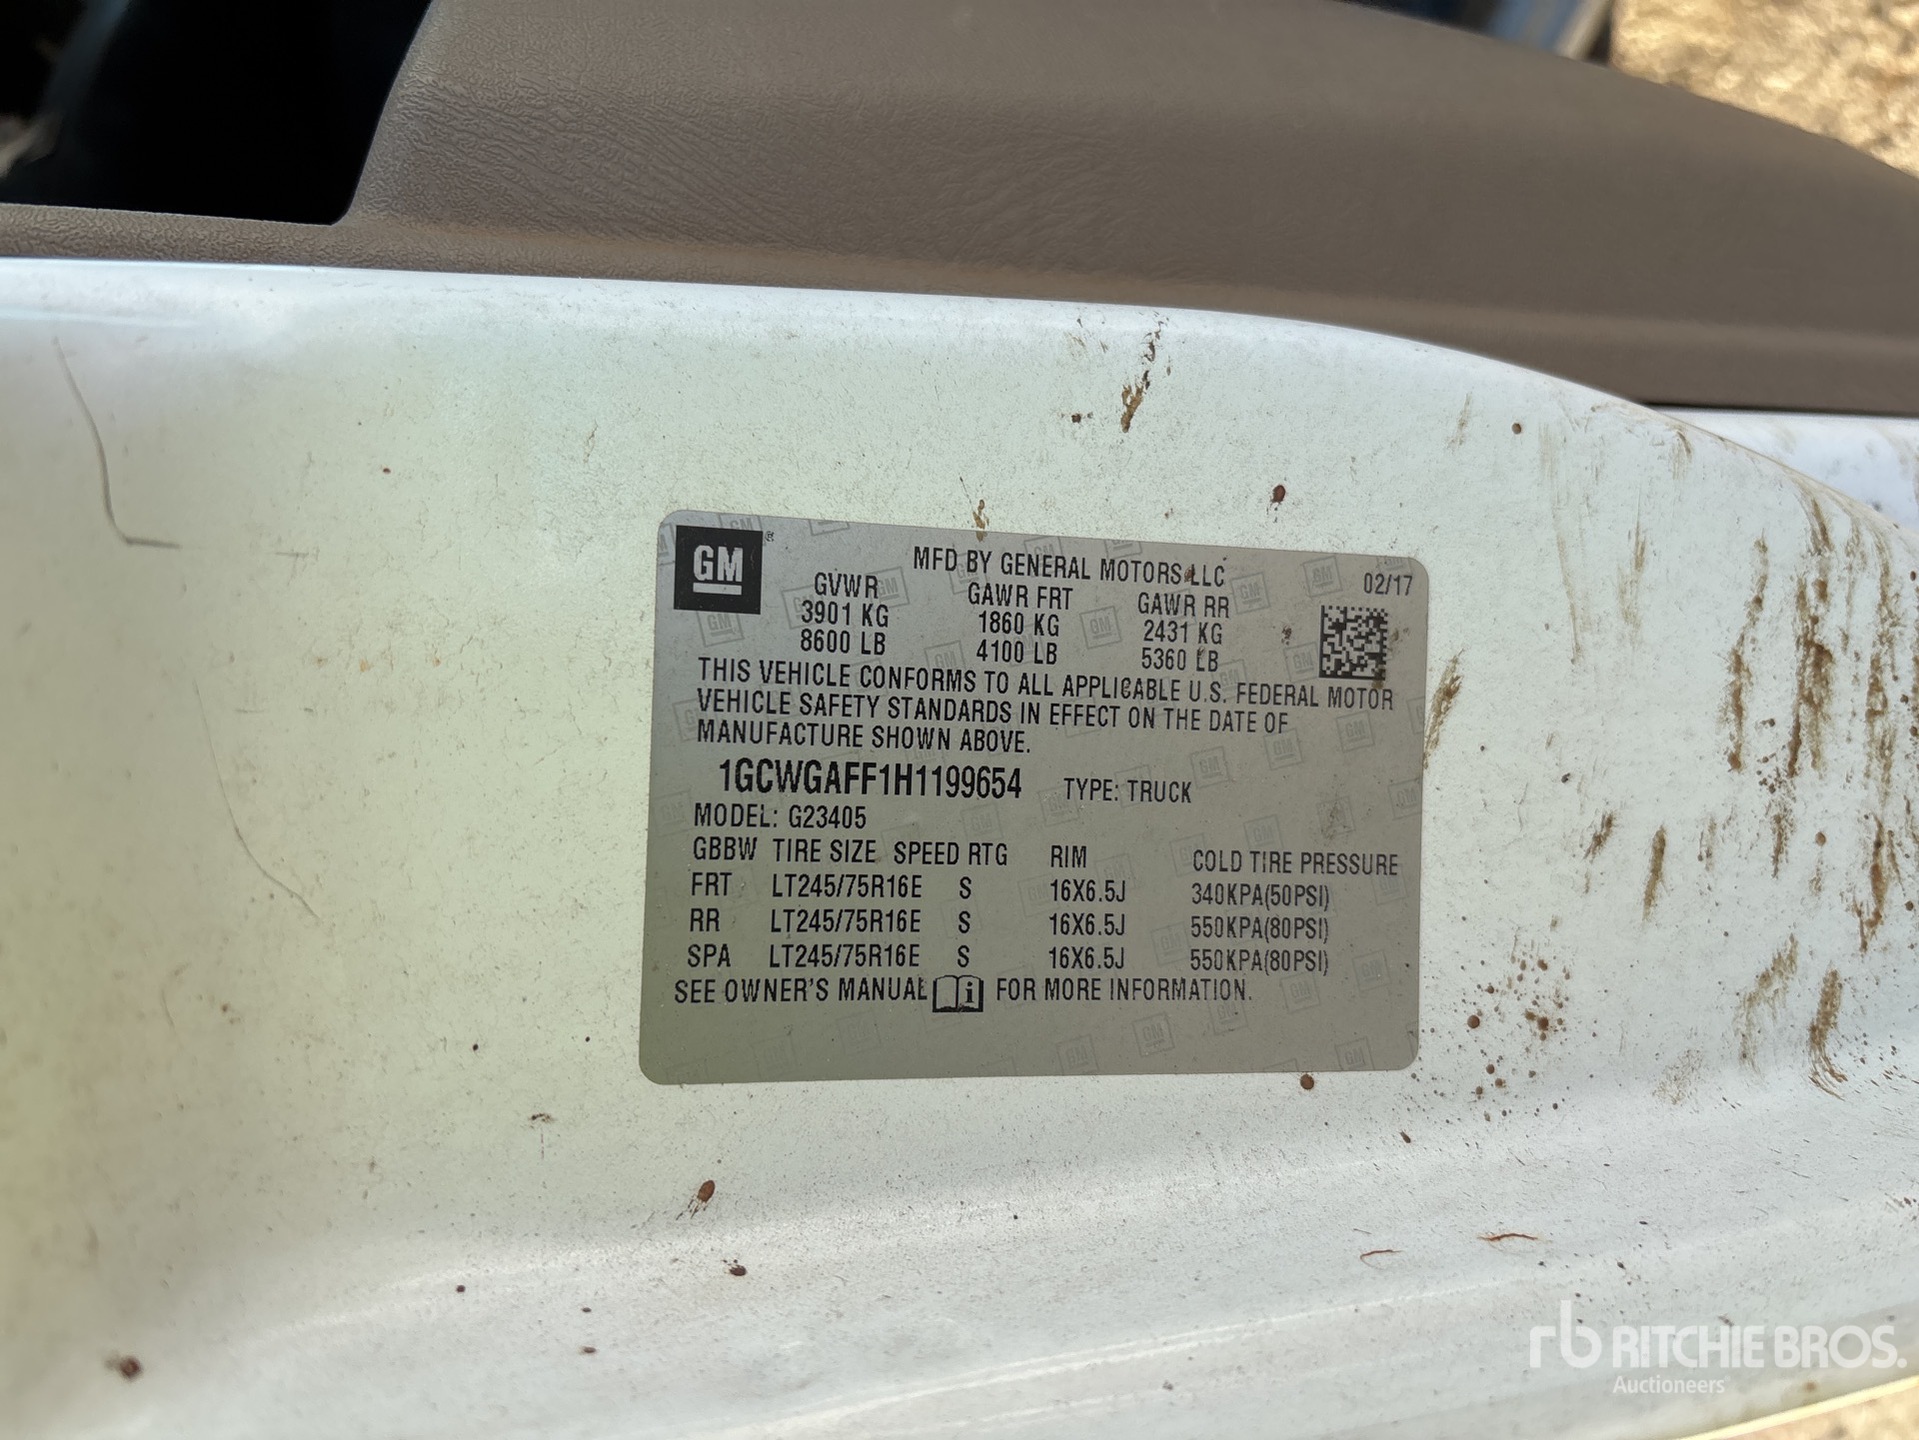 GM
MFD BY GENERAL MOTORS LLC 02/17
GVWR GAWR FRT GAWR RR
3901 KG 1860 KG 2431 KG
8600 LB 4100 LB 5360 LB
THIS VEHICLE CONFORMS TO ALL APPLICABLE U.S. FEDERAL MOTOR
VEHICLE SAFETY STANDARDS IN EFFECT ON THE DATE OF
MANUFACTURE SHOWN ABOVE.
1GCWGAFF1H1199654 TYPE: TRUCK
MODEL: G23405
GBBW TIRE SIZE SPEED RTG RIM COLD TIRE PRESSURE
FRT LT245/75R16E S 16X6.5J 340KPA(50PSI)
RR LT245/75R16E S 16X6.5J 550KPA(80PSI)
SPA LT245/75R16E S 16X6.5J 550KPA(80PSI)
SEE OWNER'S MANUAL FOR MORE INFORMATION.
rb RITCHIE BROS.
Auctioneers